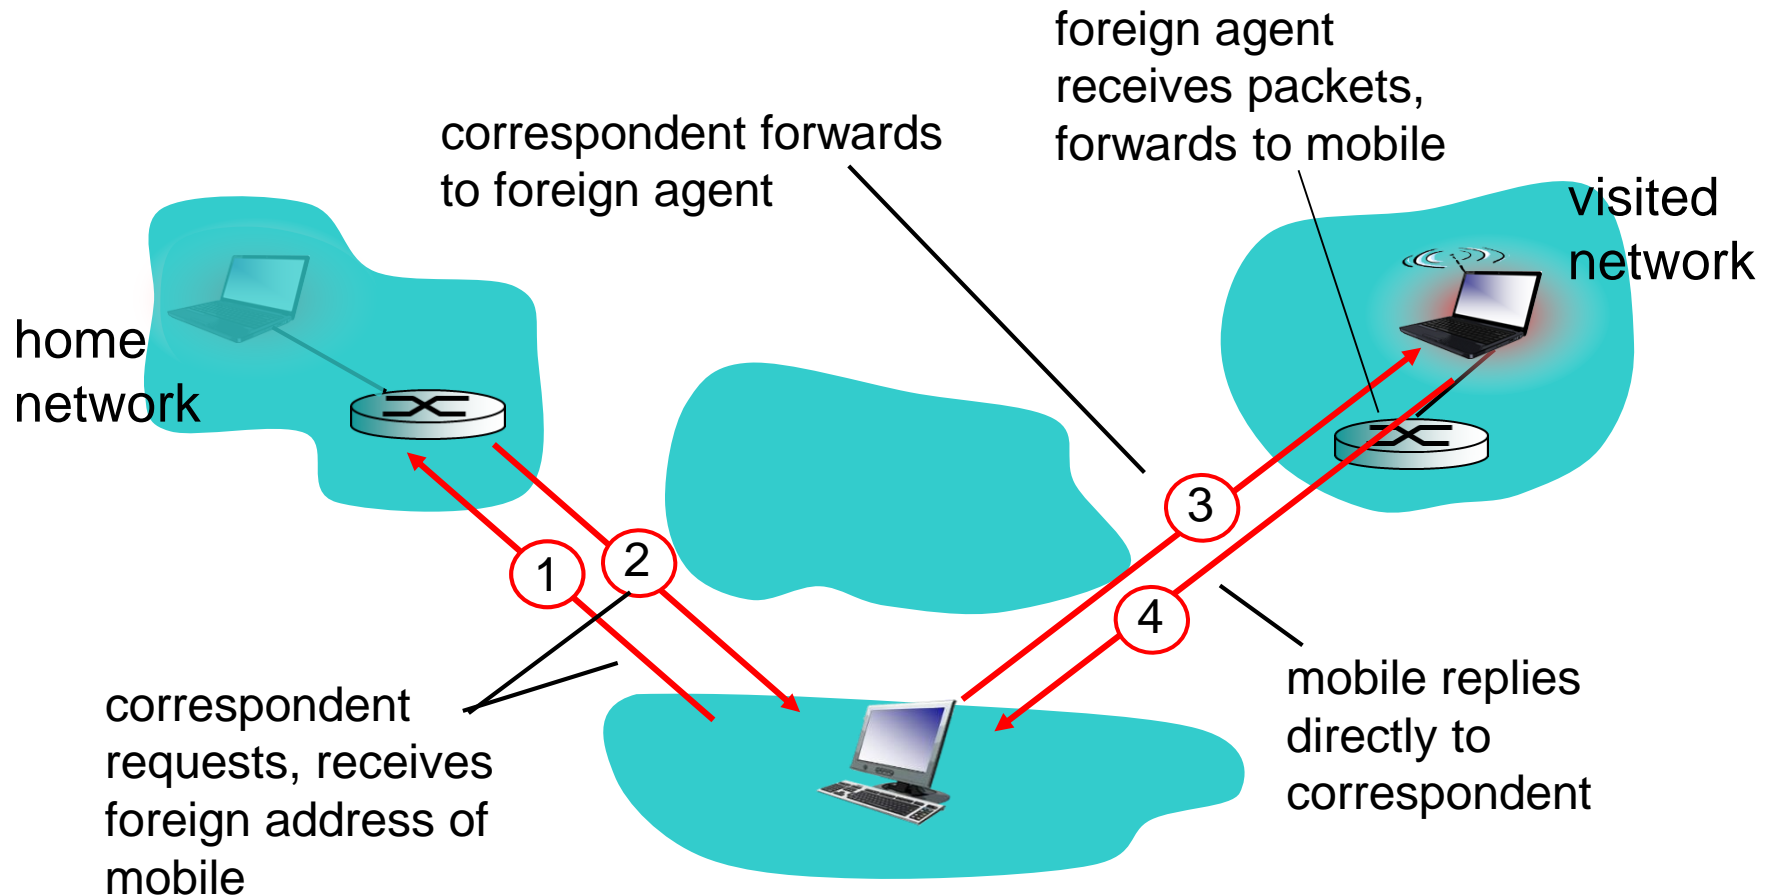 foreign agent
receives packets,
forwards to mobile
correspondent forwards
to foreign agent
visited
network
home
network
3
2
1
4
correspondent
requests, receives
foreign address of
mobile
mobile replies
directly to
correspondent